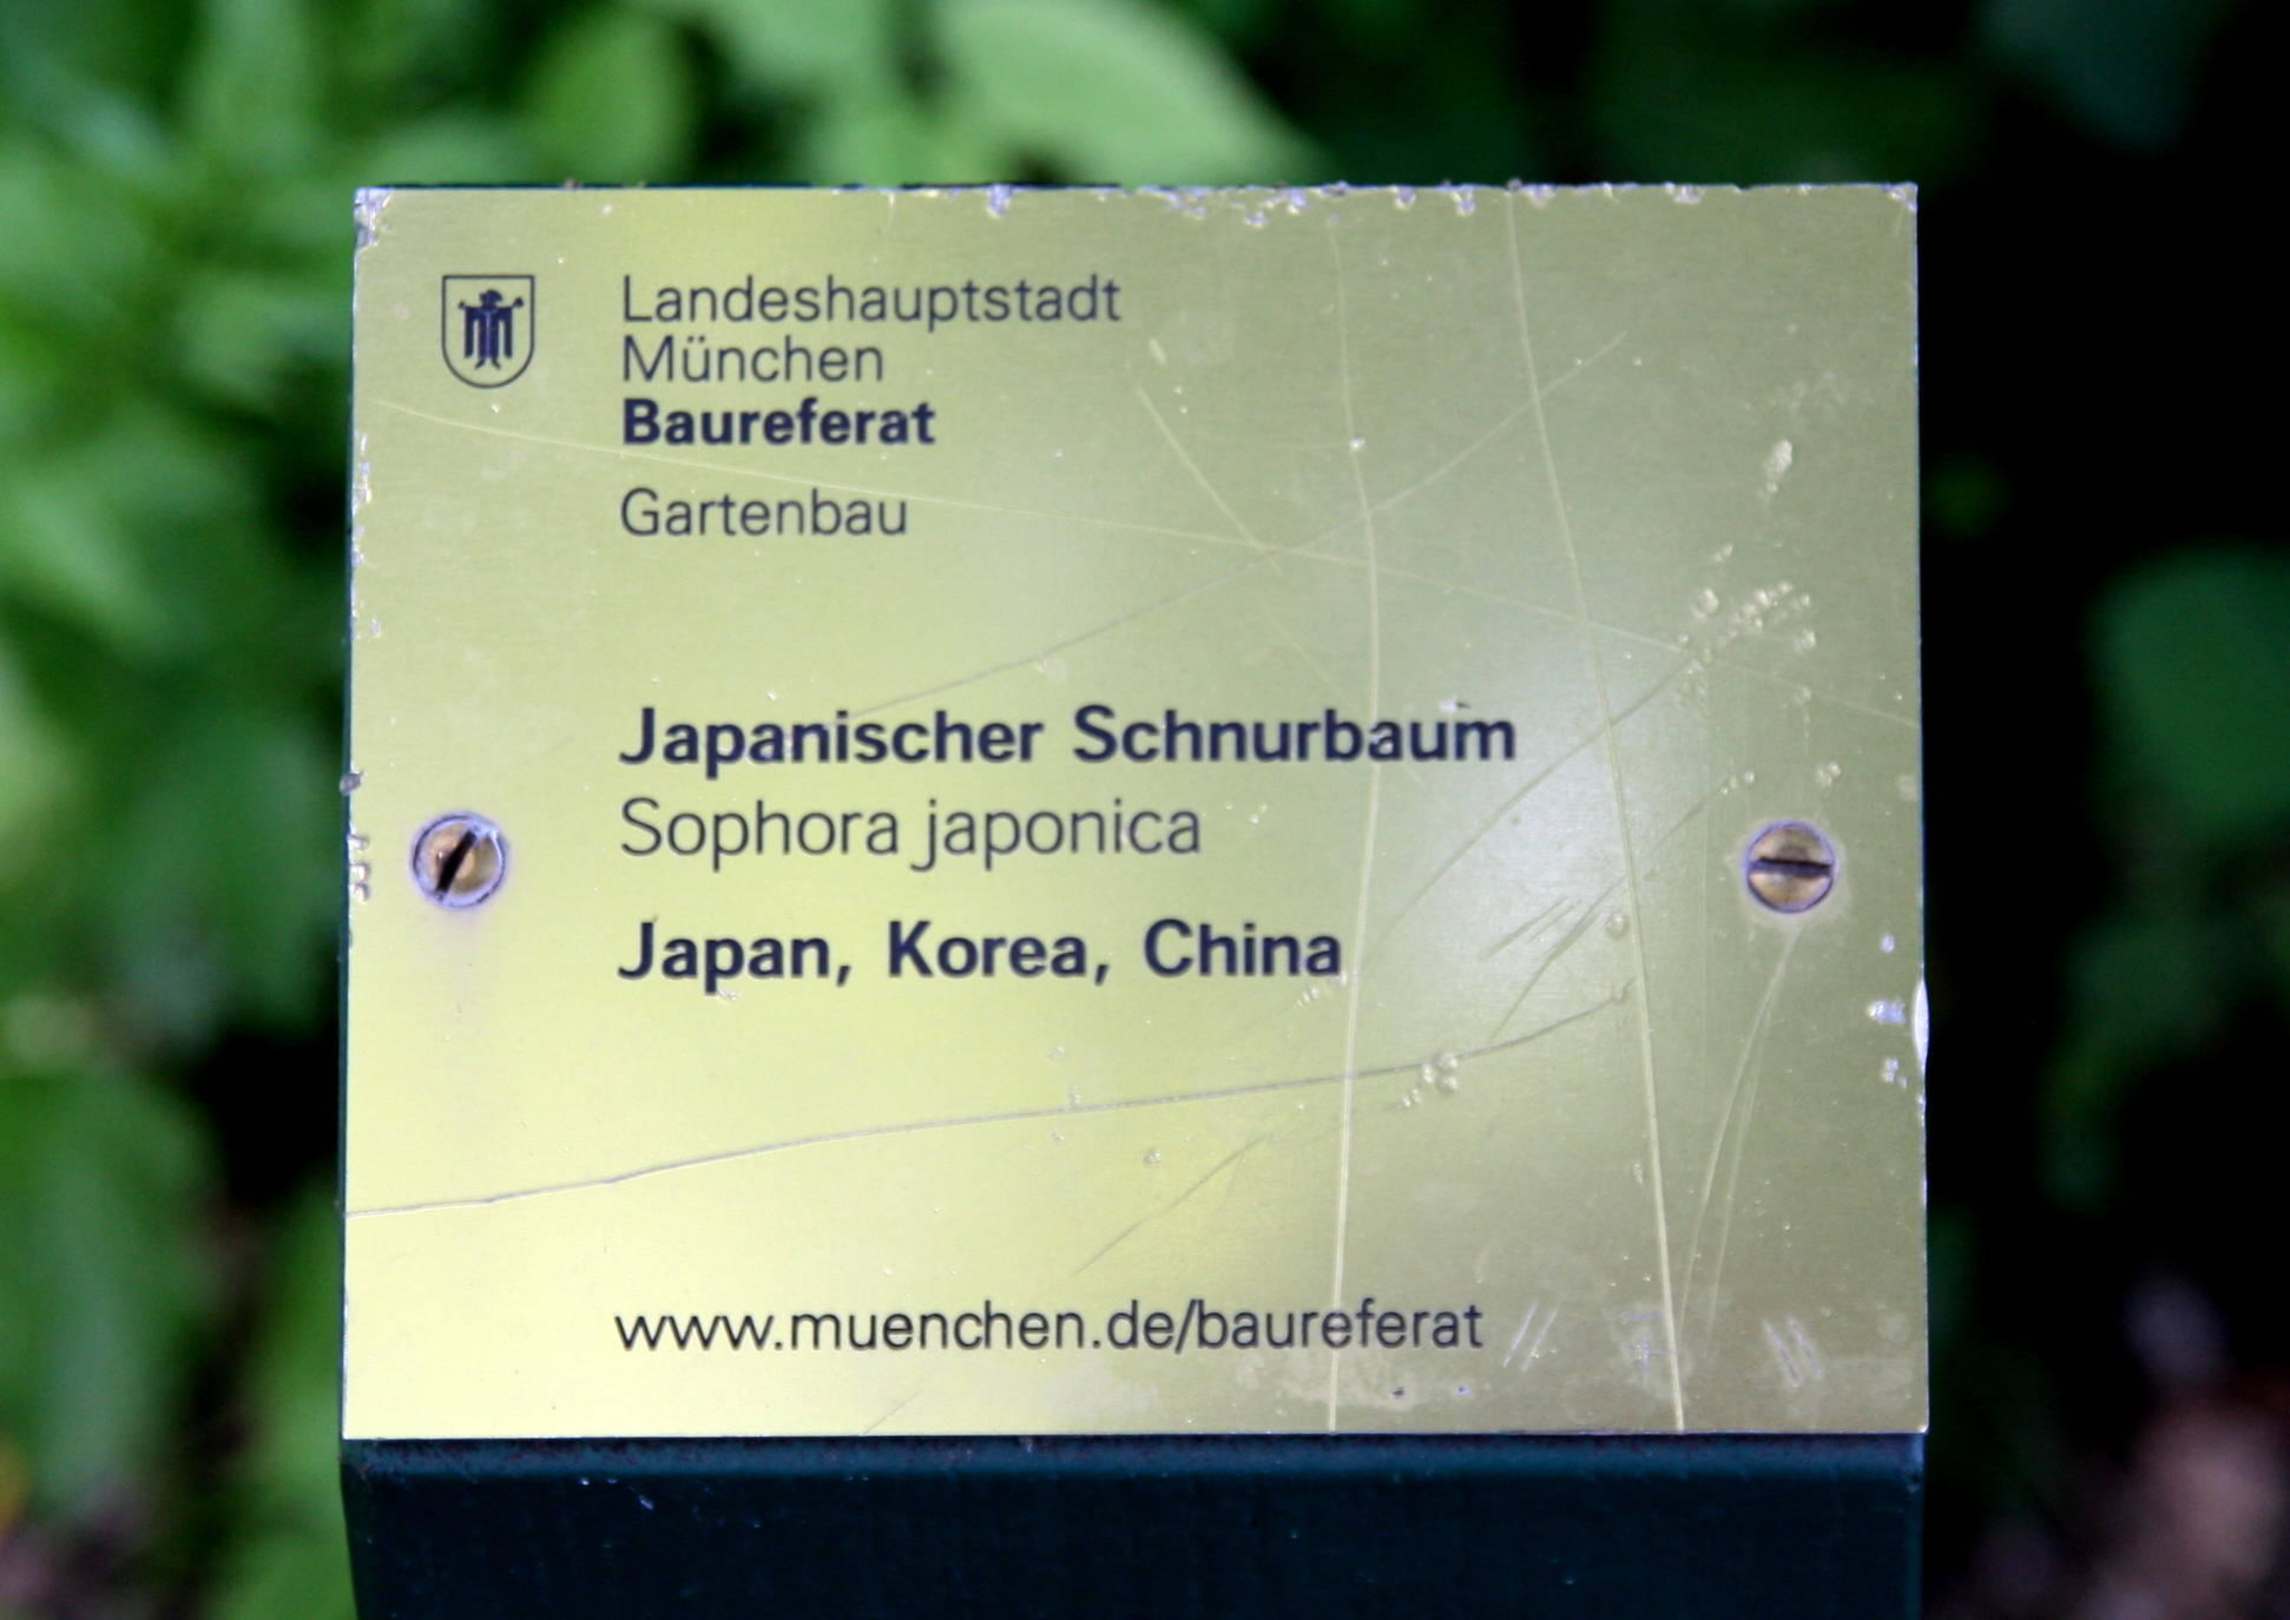 Landeshauptstadt
München
Baureferat
Gartenbau
Japanischer Schnurbaum
Sophora japonica
Japan, Korea, China
www.muenchen.de/baureferat